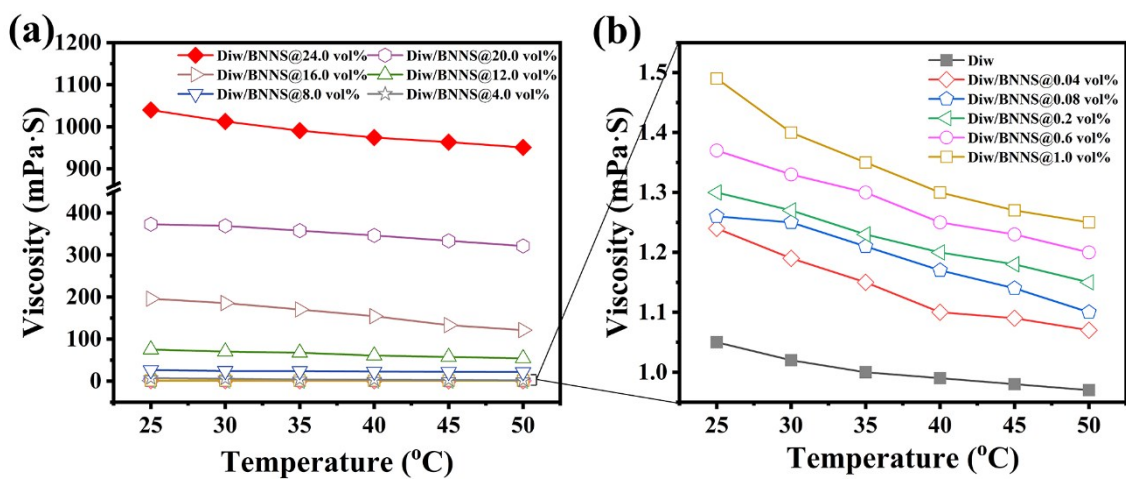 (a)
1200
1100
1000
900
400
300
200
100
0
Viscosity (mPa·S)
Diw/BNNS@24.0 vol%
Diw/BNNS@20.0 vol%
Diw/BNNS@16.0 vol%
Diw/BNNS@12.0 vol%
Diw/BNNS@8.0 vol%
Diw/BNNS@4.0 vol%
25 30 35 40 45 50
Temperature (°C)
(b)
1.5
1.4
1.3
1.2
1.1
1.0
Viscosity (mPa·S)
Diw
Diw/BNNS@0.04 vol%
Diw/BNNS@0.08 vol%
Diw/BNNS@0.2 vol%
Diw/BNNS@0.6 vol%
Diw/BNNS@1.0 vol%
25 30 35 40 45 50
Temperature (°C)